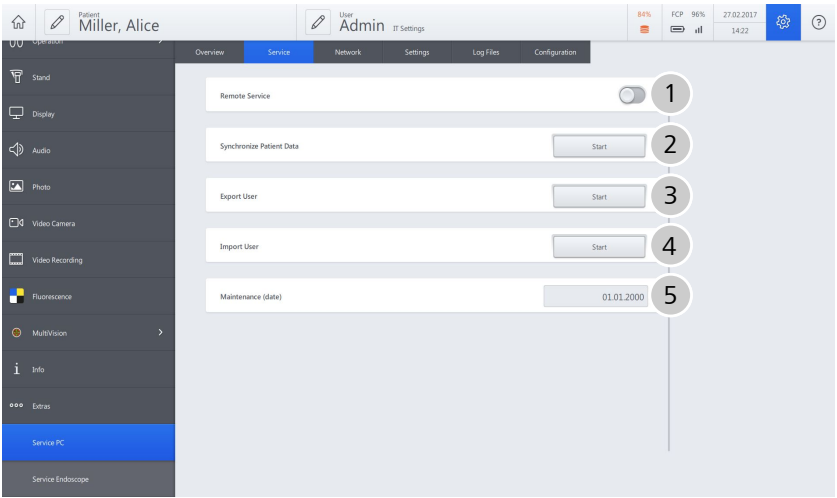 Patient
Miller, Alice
User
Admin IT Settings
84%
FCP 96%
27.02.2017
14:22
?
Operation
Stand
Display
Audio
Photo
Video Camera
Video Recording
Fluorescence
MultiVision
Info
Extras
Service PC
Service Endoscope
Overview Service Network Settings Log Files Configuration
Remote Service 1
Synchronize Patient Data Start 2
Export User Start 3
Import User Start 4
Maintenance (date) 01.01.2000 5